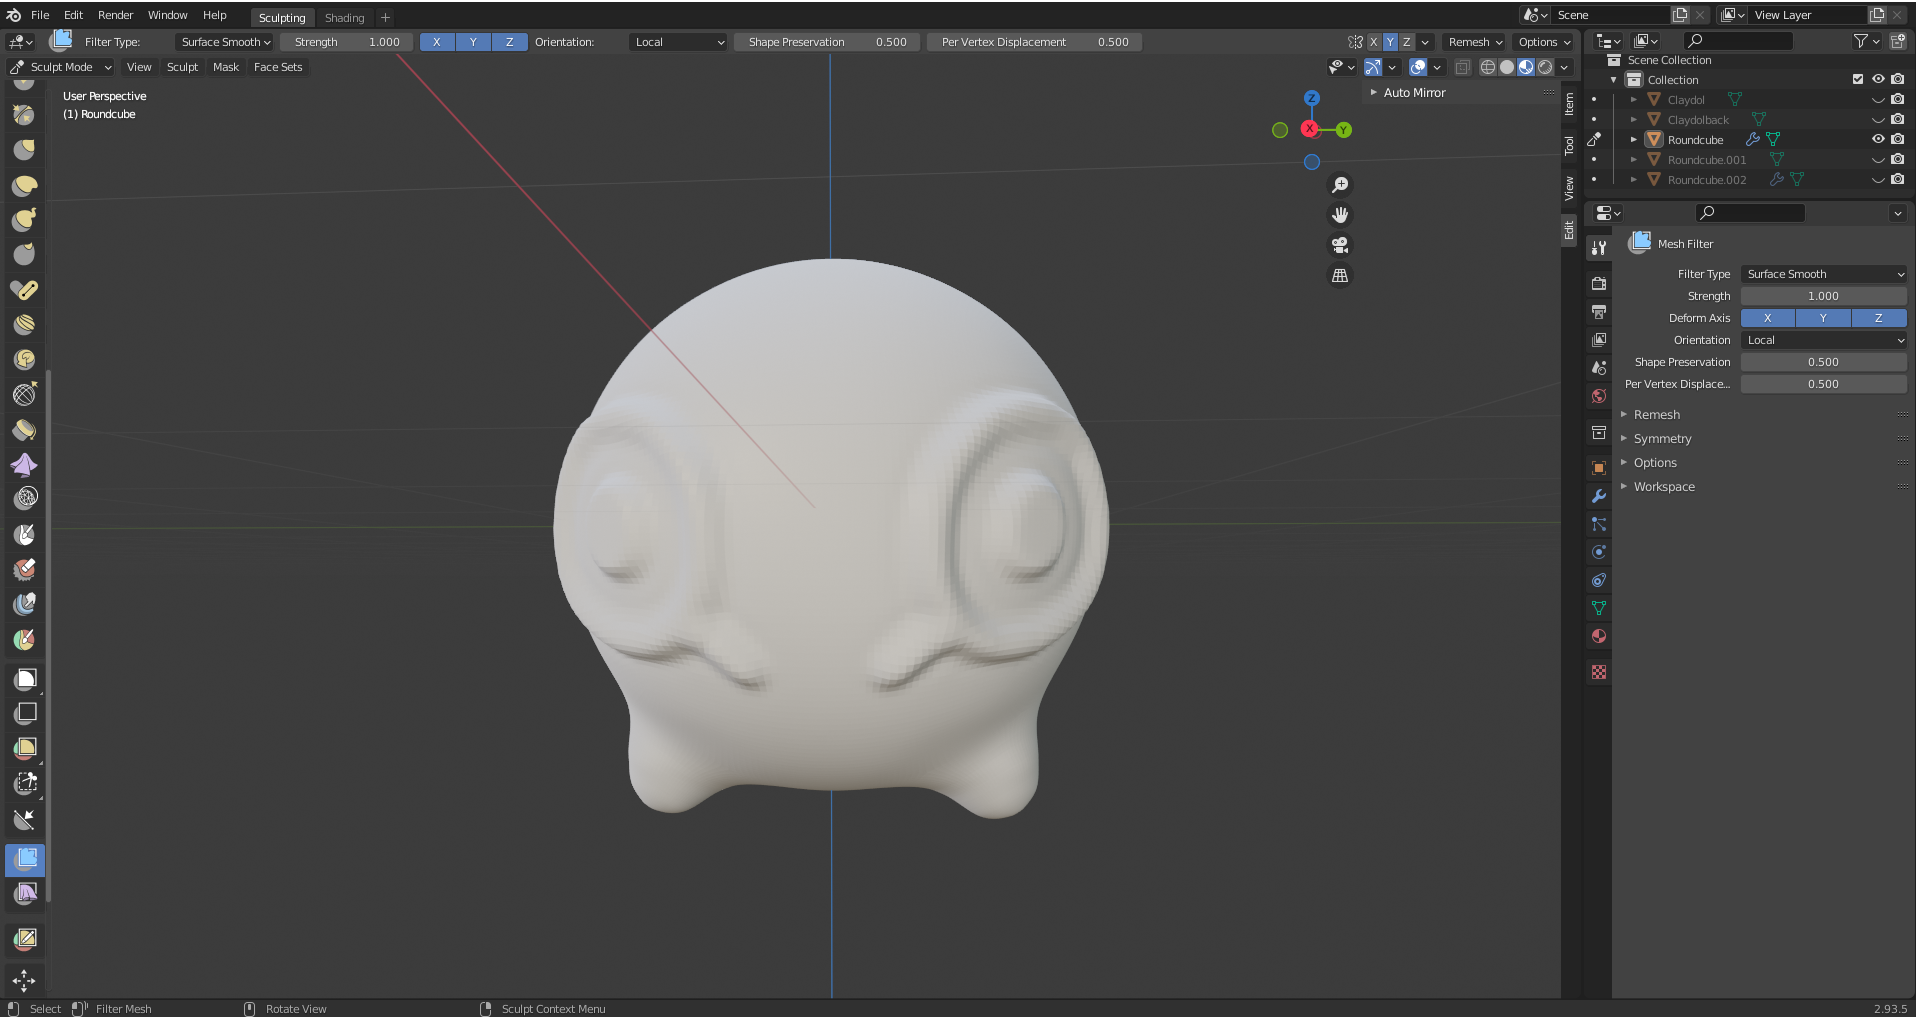 File Edit Render Window Help Sculpting Shading + Scene View Layer
Filter Type: Surface Smooth Strength 1.000 X Y Z Orientation: Local Shape Preservation 0.500 Per Vertex Displacement 0.500 X Y Z Remesh Options
Sculpt Mode View Sculpt Mask Face Sets
User Perspective
(1) Roundcube
Auto Mirror
Z
X Y
Item
Tool
View
Edit
Scene Collection
Collection
Claydol
Claydolback
Roundcube
Roundcube.001
Roundcube.002
Mesh Filter
Filter Type Surface Smooth
Strength 1.000
Deform Axis X Y Z
Orientation Local
Shape Preservation 0.500
Per Vertex Displace... 0.500
Remesh
Symmetry
Options
Workspace
Select Filter Mesh Rotate View Sculpt Context Menu 2.93.5